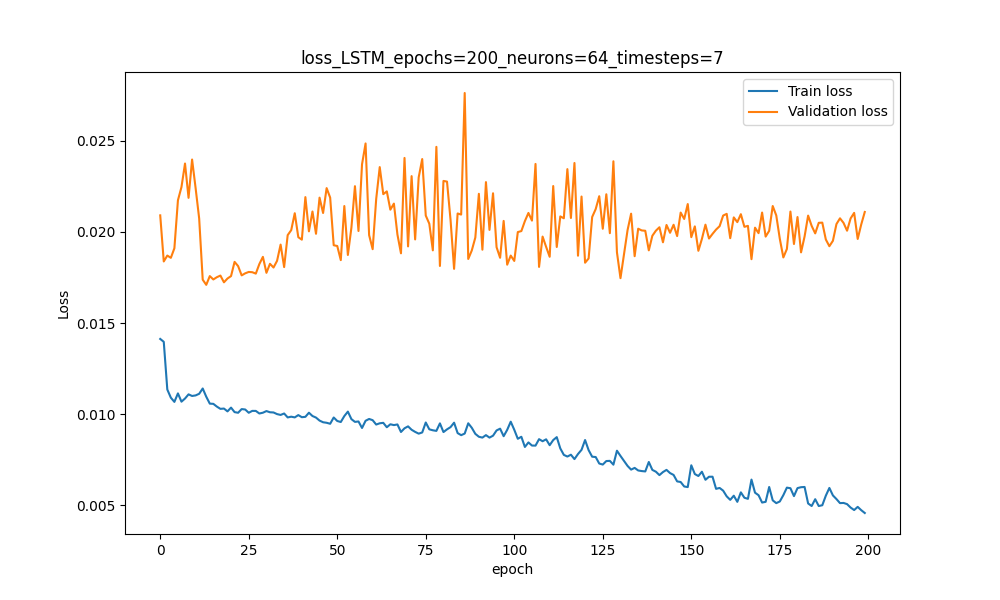 loss_LSTM_epochs=200_neurons=64_timesteps=7
Train loss
Validation loss
0.025
0.020
0.015
0.010
0.005
Loss
0 25 50 75 100 125 150 175 200
epoch